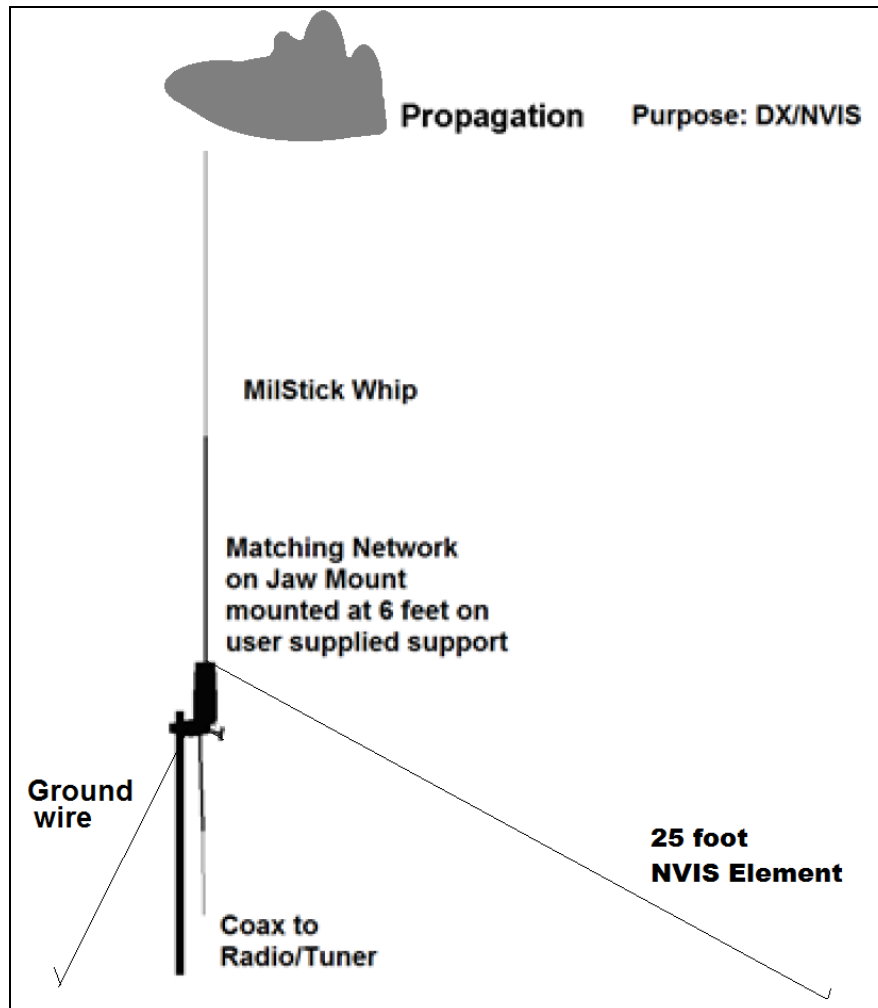 Propagation
Purpose: DX/NVIS
MilStick Whip
Matching Network
on Jaw Mount
mounted at 6 feet on
user supplied support
Ground
wire
25 foot
NVIS Element
Coax to
Radio/Tuner